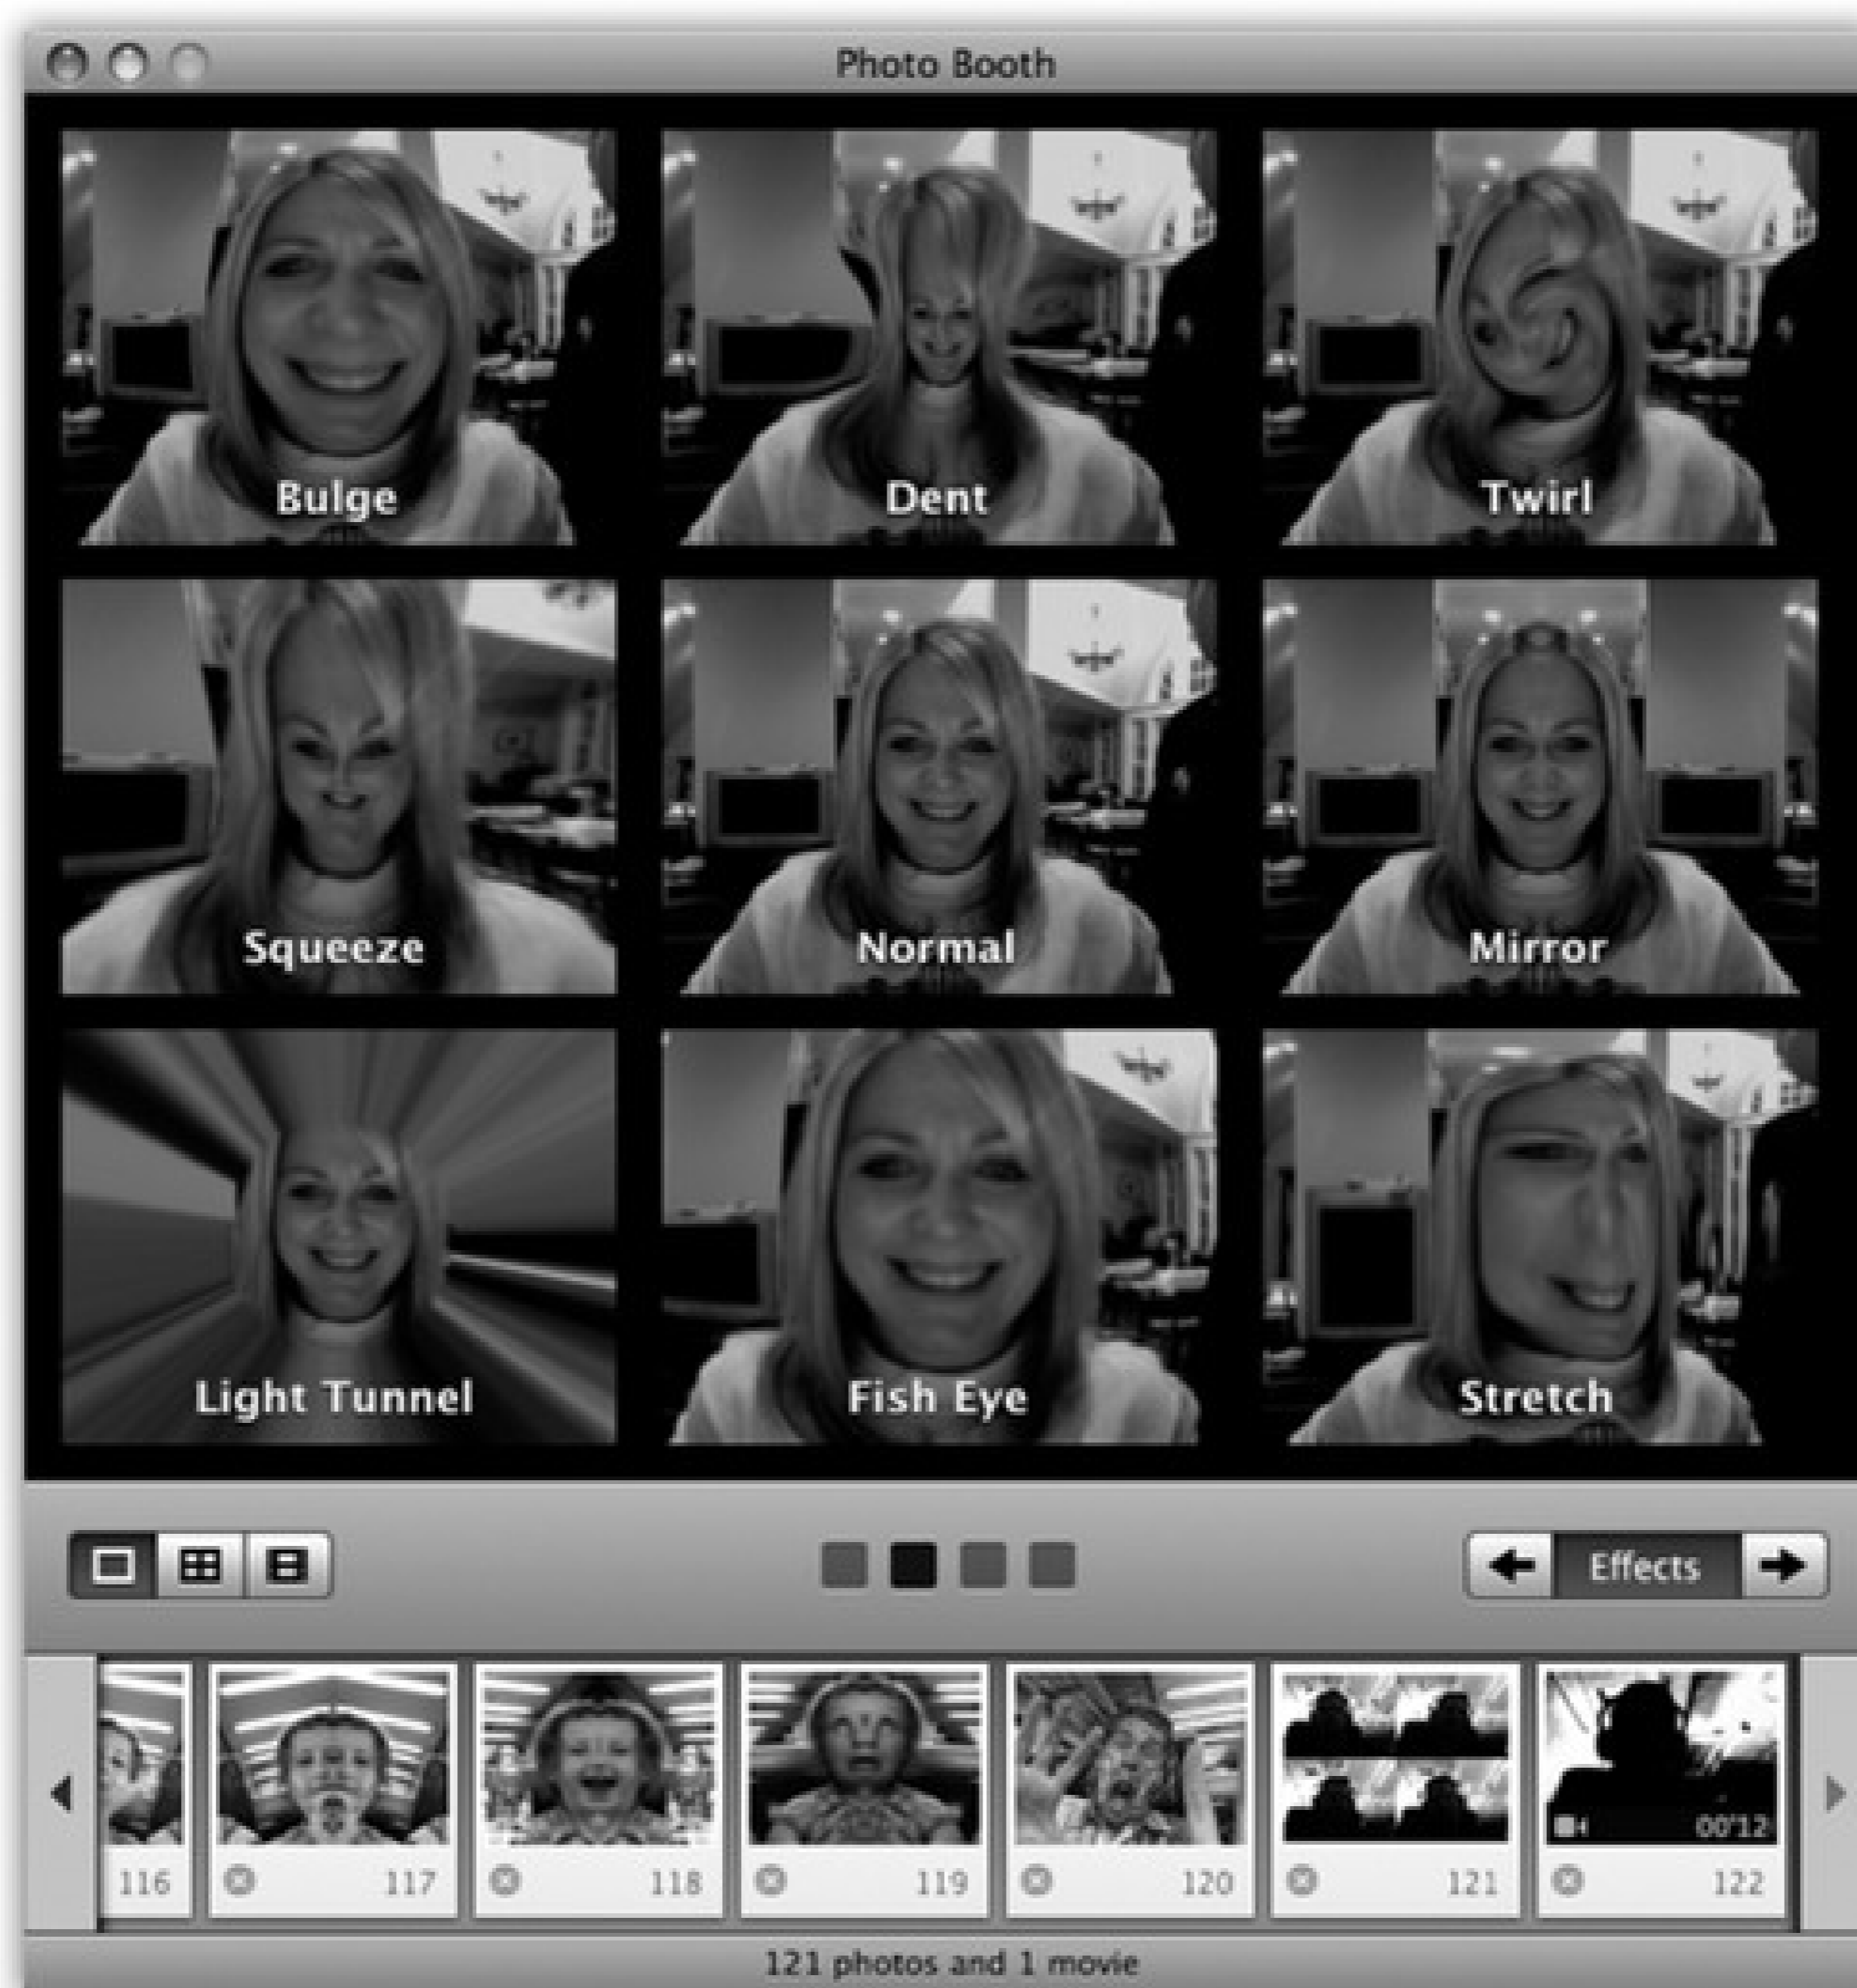 Photo Booth
Bulge
Dent
Twirl
Squeeze
Normal
Mirror
Light Tunnel
Fish Eye
Stretch
Effects
00'12
116
117
118
119
120
121
122
121 photos and 1 movie